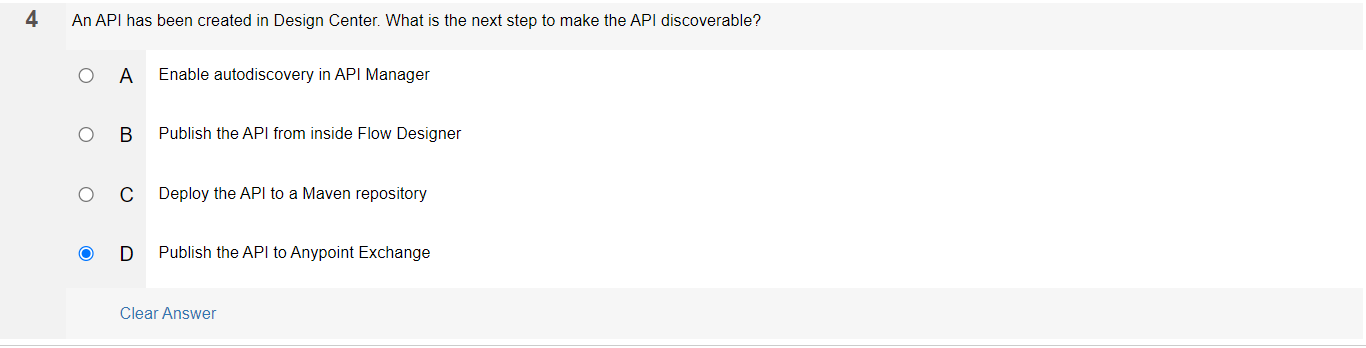 4 An API has been created in Design Center. What is the next step to make the API discoverable?
A Enable autodiscovery in API Manager
B Publish the API from inside Flow Designer
C Deploy the API to a Maven repository
D Publish the API to Anypoint Exchange
Clear Answer